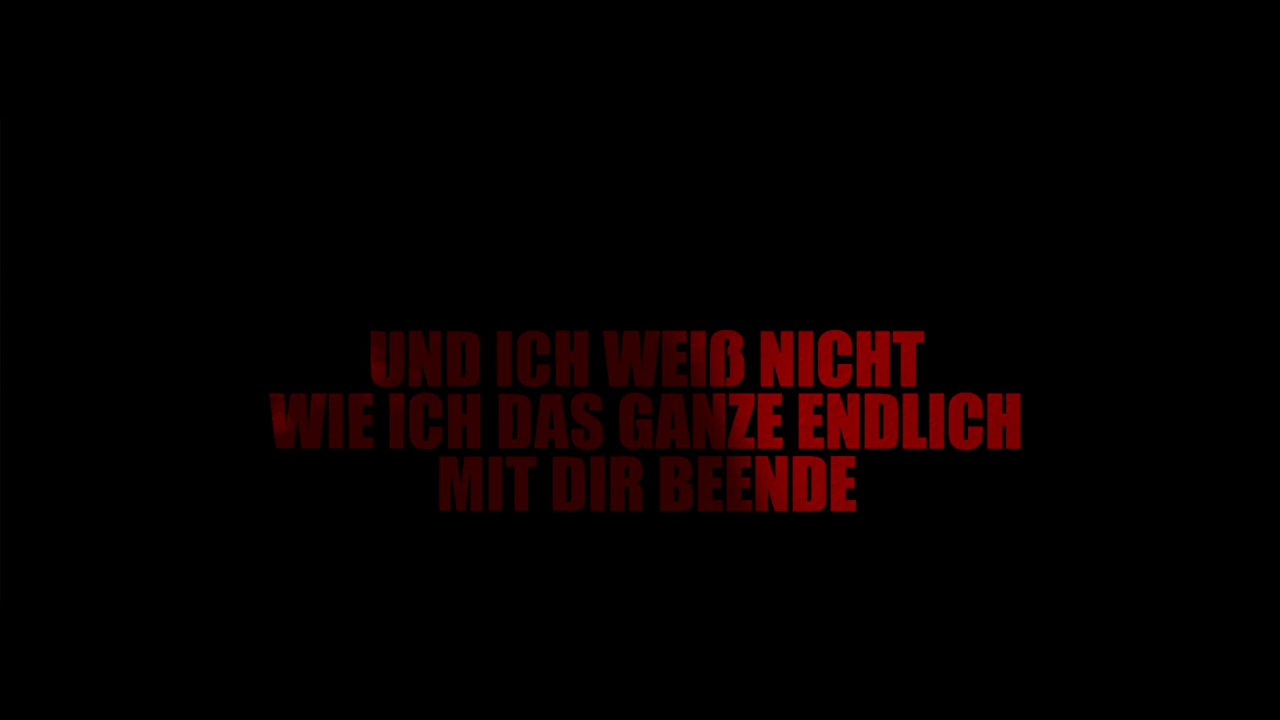 UND ICH WEIß NICHT
WIE ICH DAS GANZE ENDLICH
MIT DIR BEENDE